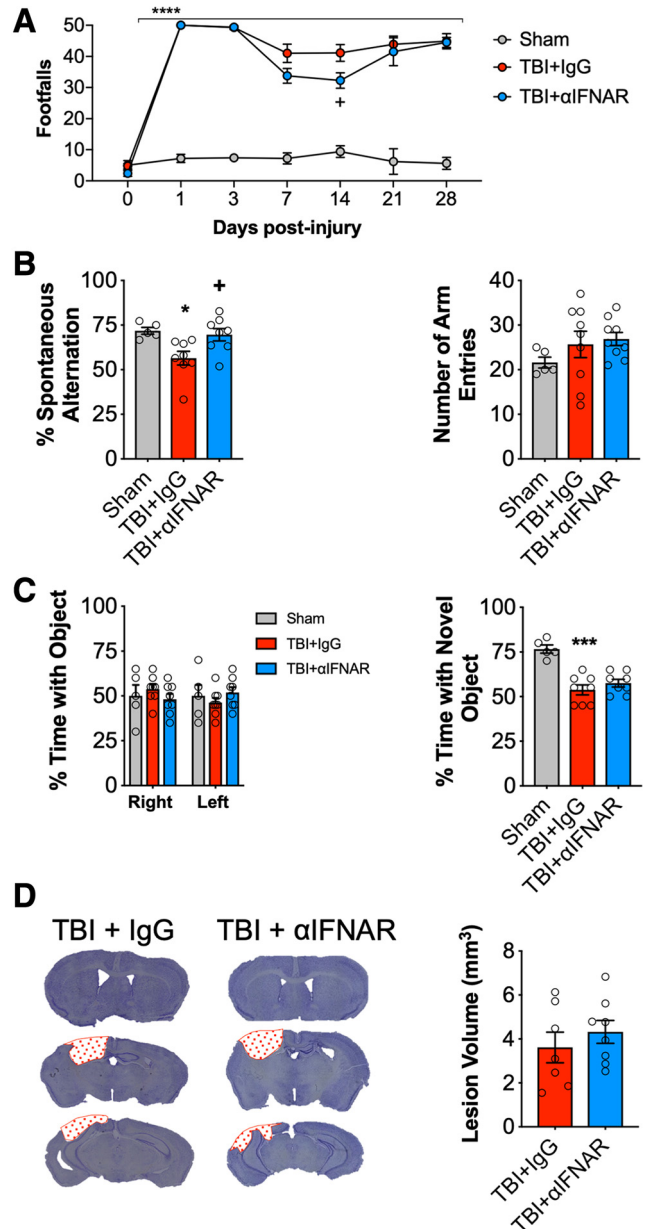 A
****
50
40
30
20
10
0
Footfalls
+
0 1 3 7 14 21 28
Days post-injury
Sham
TBI+IgG
TBI+αIFNAR
B
100
75
50
25
0
% Spontaneous
Alternation
*
+
Sham
TBI+IgG
TBI+αIFNAR
40
30
20
10
0
Number of Arm
Entries
Sham
TBI+IgG
TBI+αIFNAR
C
100
75
50
25
0
% Time with Object
Right Left
Sham
TBI+IgG
TBI+αIFNAR
100
75
50
25
0
% Time with Novel
Object
***
Sham
TBI+IgG
TBI+αIFNAR
D
TBI + IgG
TBI + αIFNAR
8
6
4
2
0
Lesion Volume (mm³)
TBI+IgG
TBI+αIFNAR